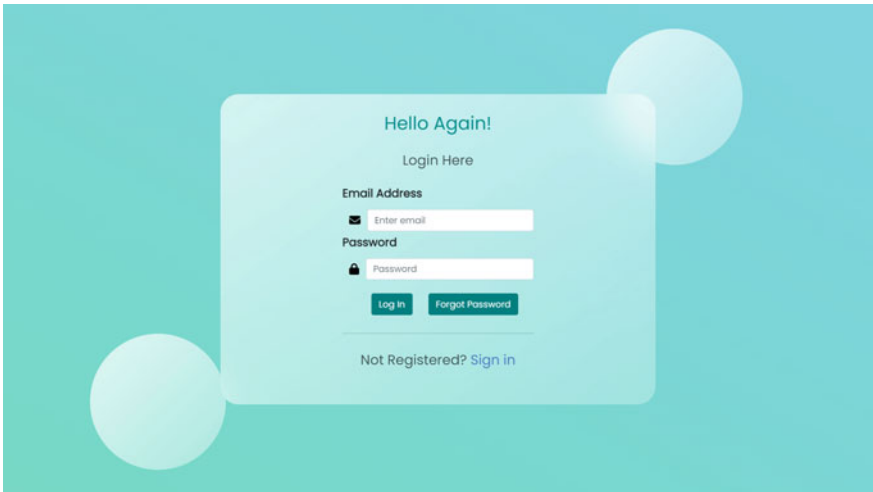 Hello Again!
Login Here
Email Address
Enter email
Password
Password
Log In Forgot Password
Not Registered? Sign in